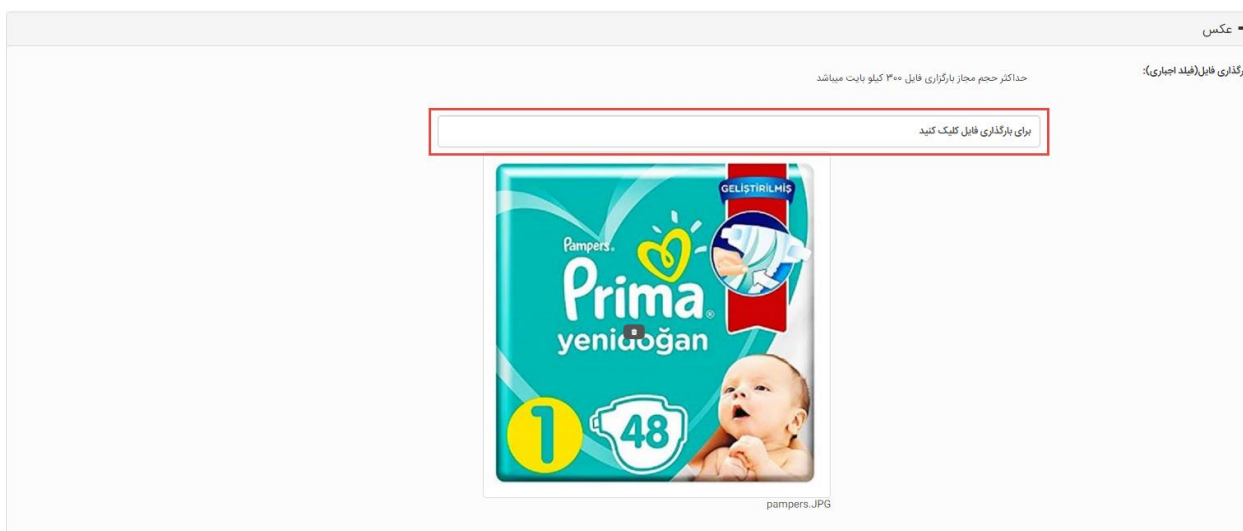 عکس
رگذاری فایل(فیلد اجباری):
حداکثر حجم مجاز بارگزاری فایل ۳۰۰ کیلو بایت میباشد
برای بارگذاری فایل کلیک کنید
GELİŞTİRİLMİŞ
Pampers.
Prima®
yenidoğan
1
48
pampers.JPG